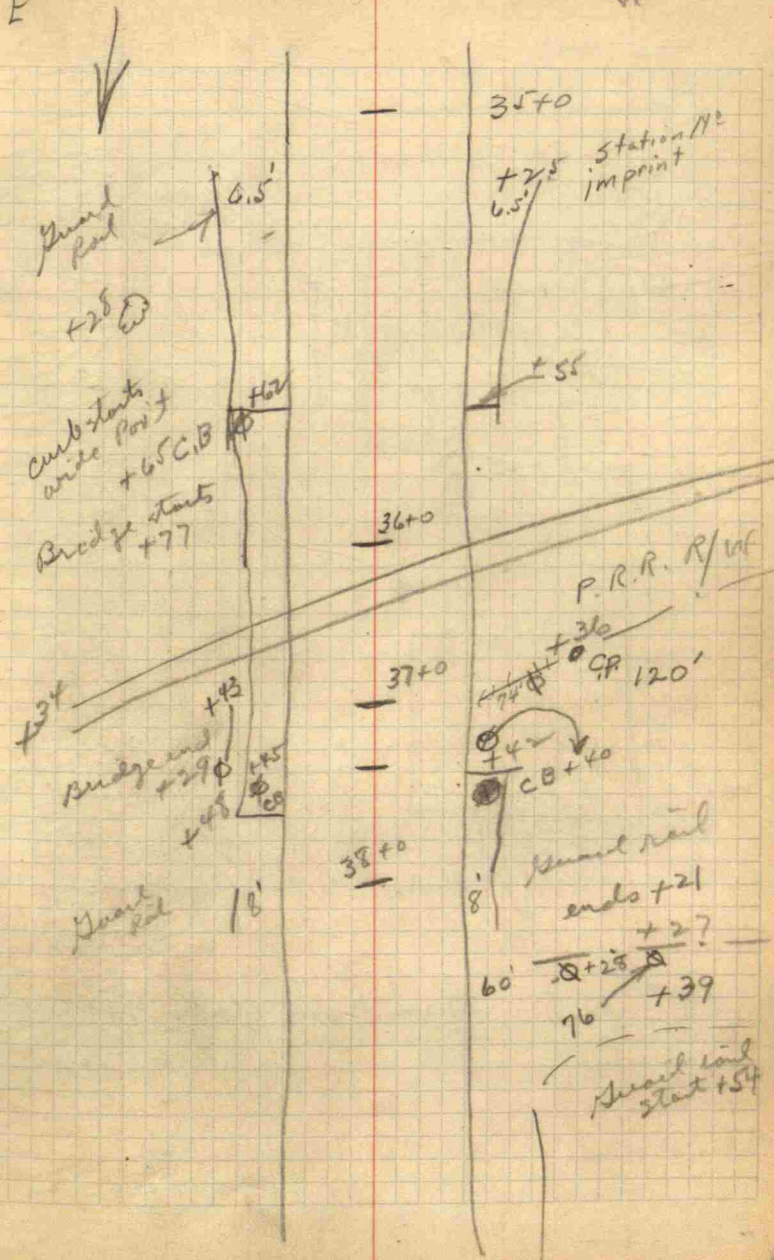 E
35+0
Station No
imprint
+25
6.5'
6.5'
Guard
Rail
+28
± 55
+62
curb starts
wide Point
+65 C.B
Bridge starts
+77
36+0
P.R.R. R/W
+36
C.P. 120'
74'
37+0
+34
+43
Bridge end
+29
+45
CB
+48
+42
CB +40
38+0
Guard rail
ends +21
Guard
Rail
18'
8'
+2?
60' +28
76
+39
Guard rail
start +54